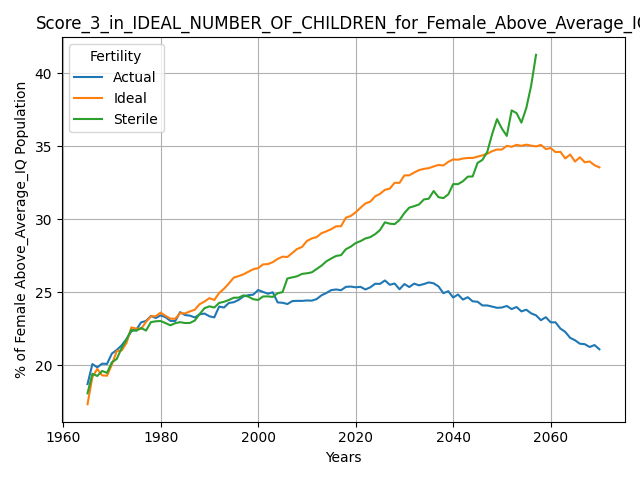 Score_3_in_IDEAL_NUMBER_OF_CHILDREN_for_Female_Above_Average_IQ
Fertility
Actual
Ideal
Sterile
% of Female Above_Average_IQ Population
40
35
30
25
20
1960
1980
2000
2020
2040
2060
Years